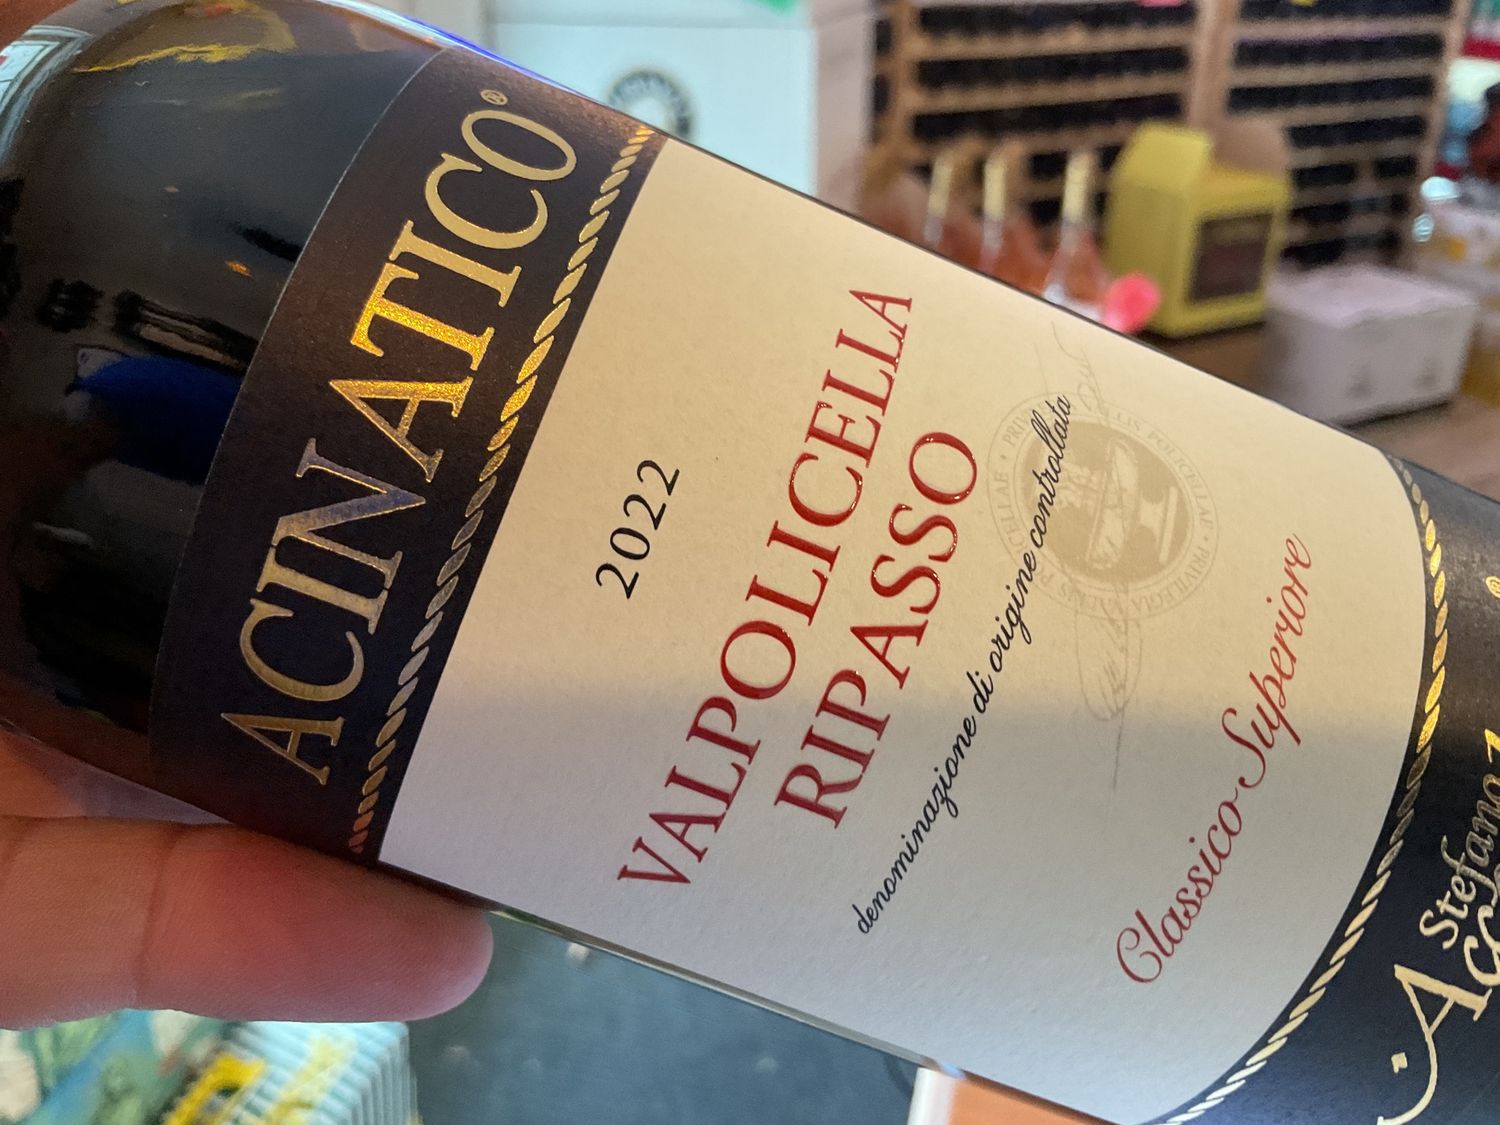 ACINATICO®
2022
VALPOLICELLA
RIPASSO
denominazione di origine controllata
Classico Superiore
Stefano